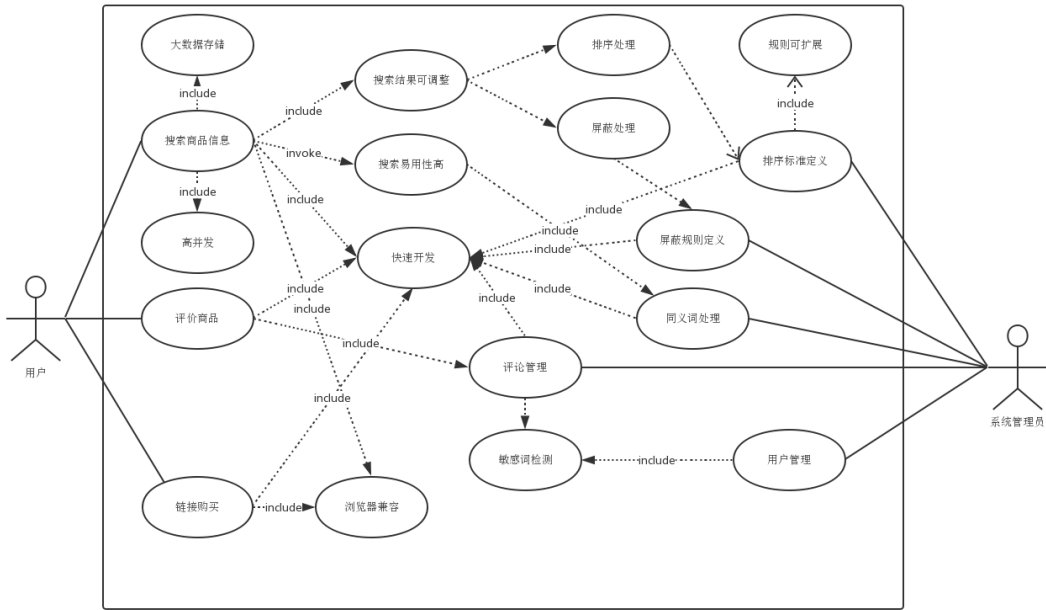 大数据存储
排序处理
规则可扩展
搜索结果可调整
include
include
include
搜索商品信息
屏蔽处理
invoke
搜索易用性高
排序标准定义
include
include
include
高并发
include
屏蔽规则定义
include
快速开发
include
include
include
include
include
评价商品
同义词处理
include
用户
评论管理
include
系统管理员
敏感词检测
include
用户管理
链接购买
include
浏览器兼容